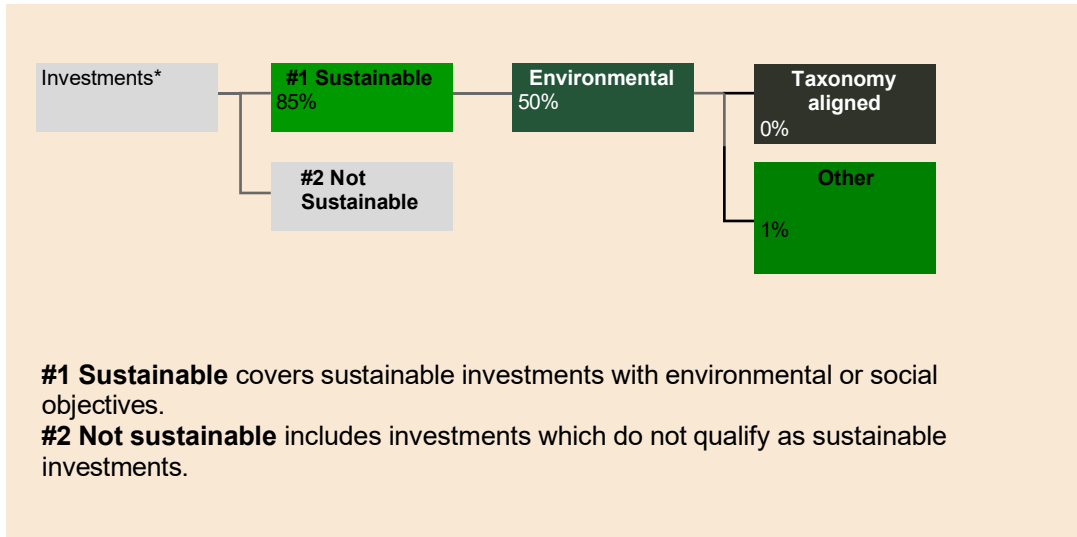 Investments*
#1 Sustainable
85%
Environmental
50%
Taxonomy
aligned
0%
#2 Not
Sustainable
Other
1%
#1 Sustainable covers sustainable investments with environmental or social
objectives.
#2 Not sustainable includes investments which do not qualify as sustainable
investments.